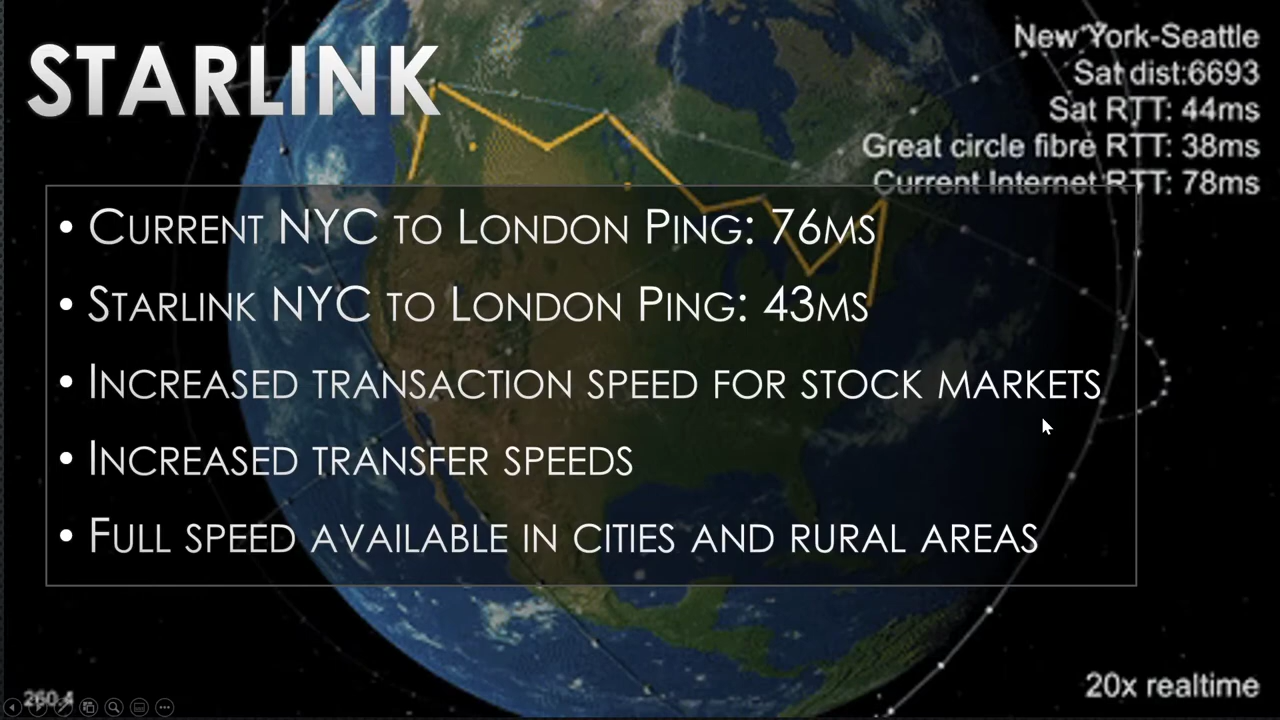 STARLINK
New York-Seattle
Sat dist:6693
Sat RTT: 44ms
Great circle fibre RTT: 38ms
Current Internet RTT: 78ms
• CURRENT NYC TO LONDON PING: 76MS
• STARLINK NYC TO LONDON PING: 43MS
• INCREASED TRANSACTION SPEED FOR STOCK MARKETS
• INCREASED TRANSFER SPEEDS
• FULL SPEED AVAILABLE IN CITIES AND RURAL AREAS
20x realtime